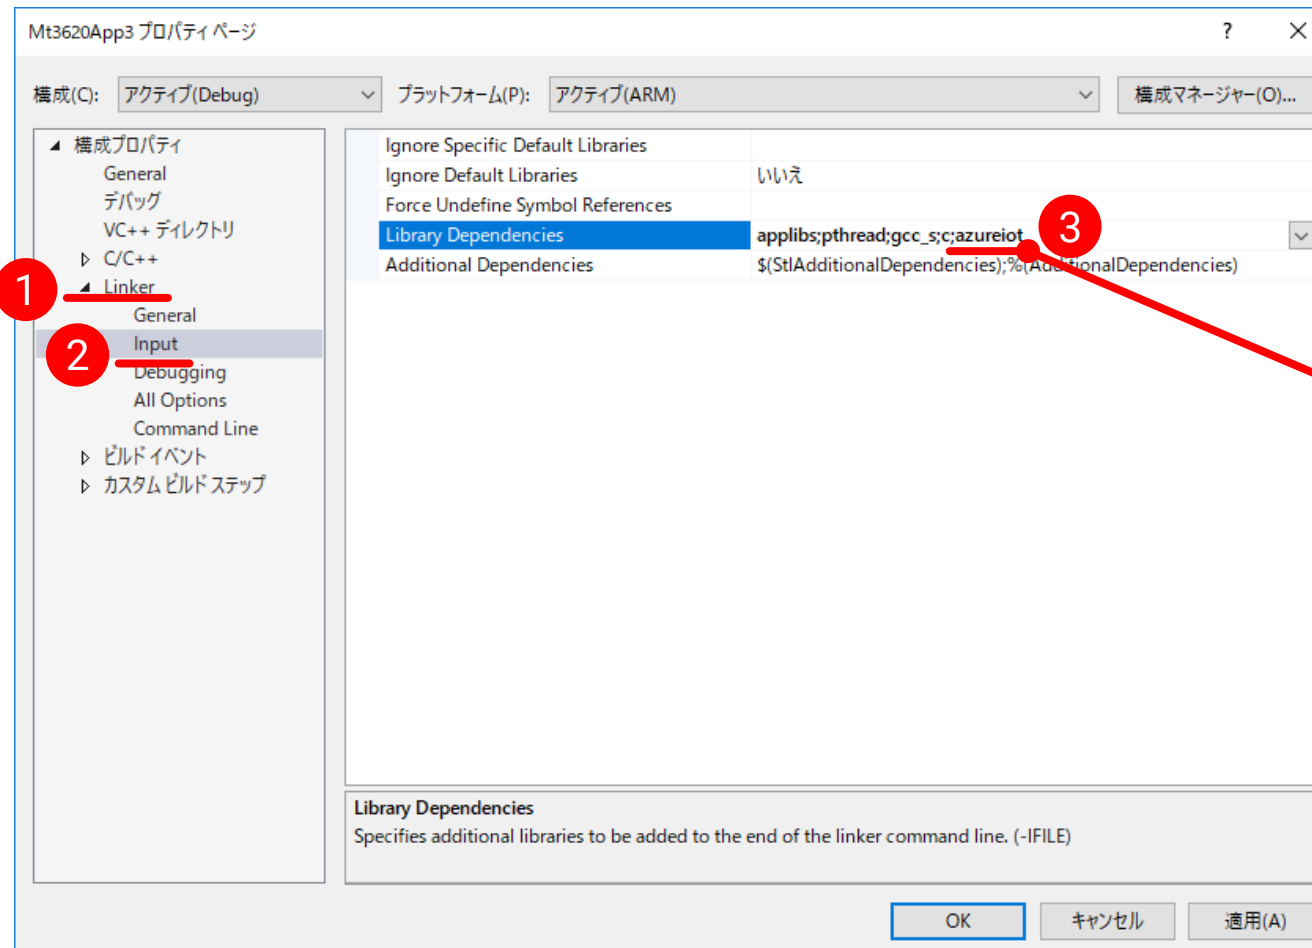 Mt3620App3 プロパティ ページ
?
構成(C): アクティブ(Debug) プラットフォーム(P): アクティブ(ARM) 構成マネージャー(O)...
構成プロパティ
General
デバッグ
VC++ ディレクトリ
C/C++
Linker
General
Input
Debugging
All Options
Command Line
ビルド イベント
カスタム ビルド ステップ
1
2
Ignore Specific Default Libraries
Ignore Default Libraries いいえ
Force Undefine Symbol References
Library Dependencies applibs;pthread;gcc_s;c;azureiot
3
Additional Dependencies $(StlAdditionalDependencies);%(AdditionalDependencies)
Library Dependencies
Specifies additional libraries to be added to the end of the linker command line. (-lFILE)
OK キャンセル 適用(A)